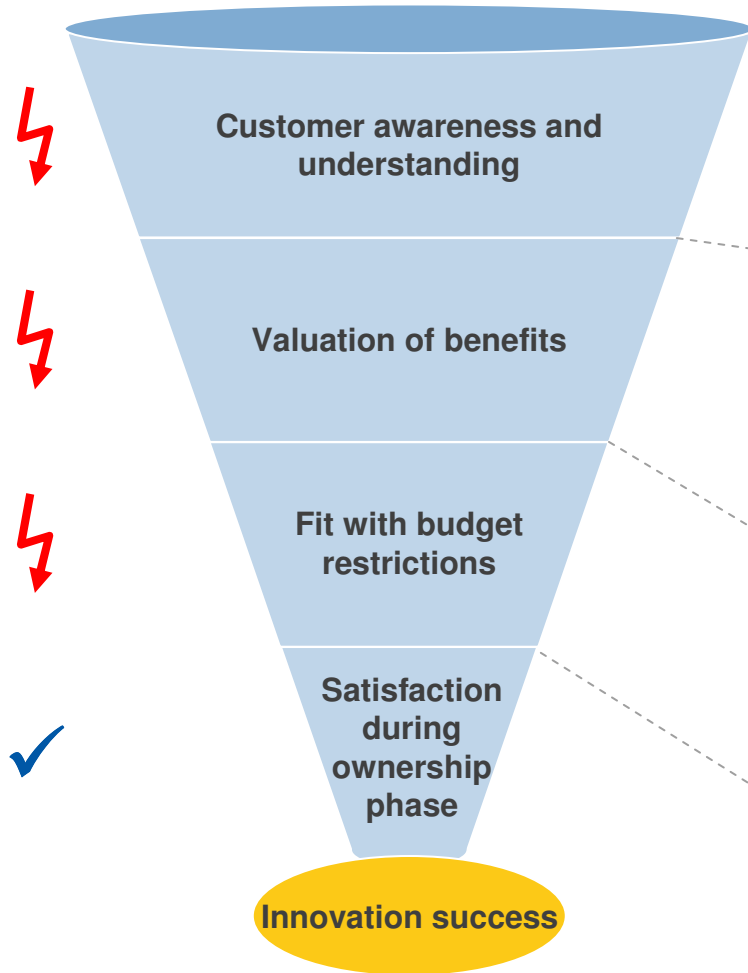 Customer awareness and
understanding
Valuation of benefits
Fit with budget
restrictions
Satisfaction
during
ownership
phase
Innovation success